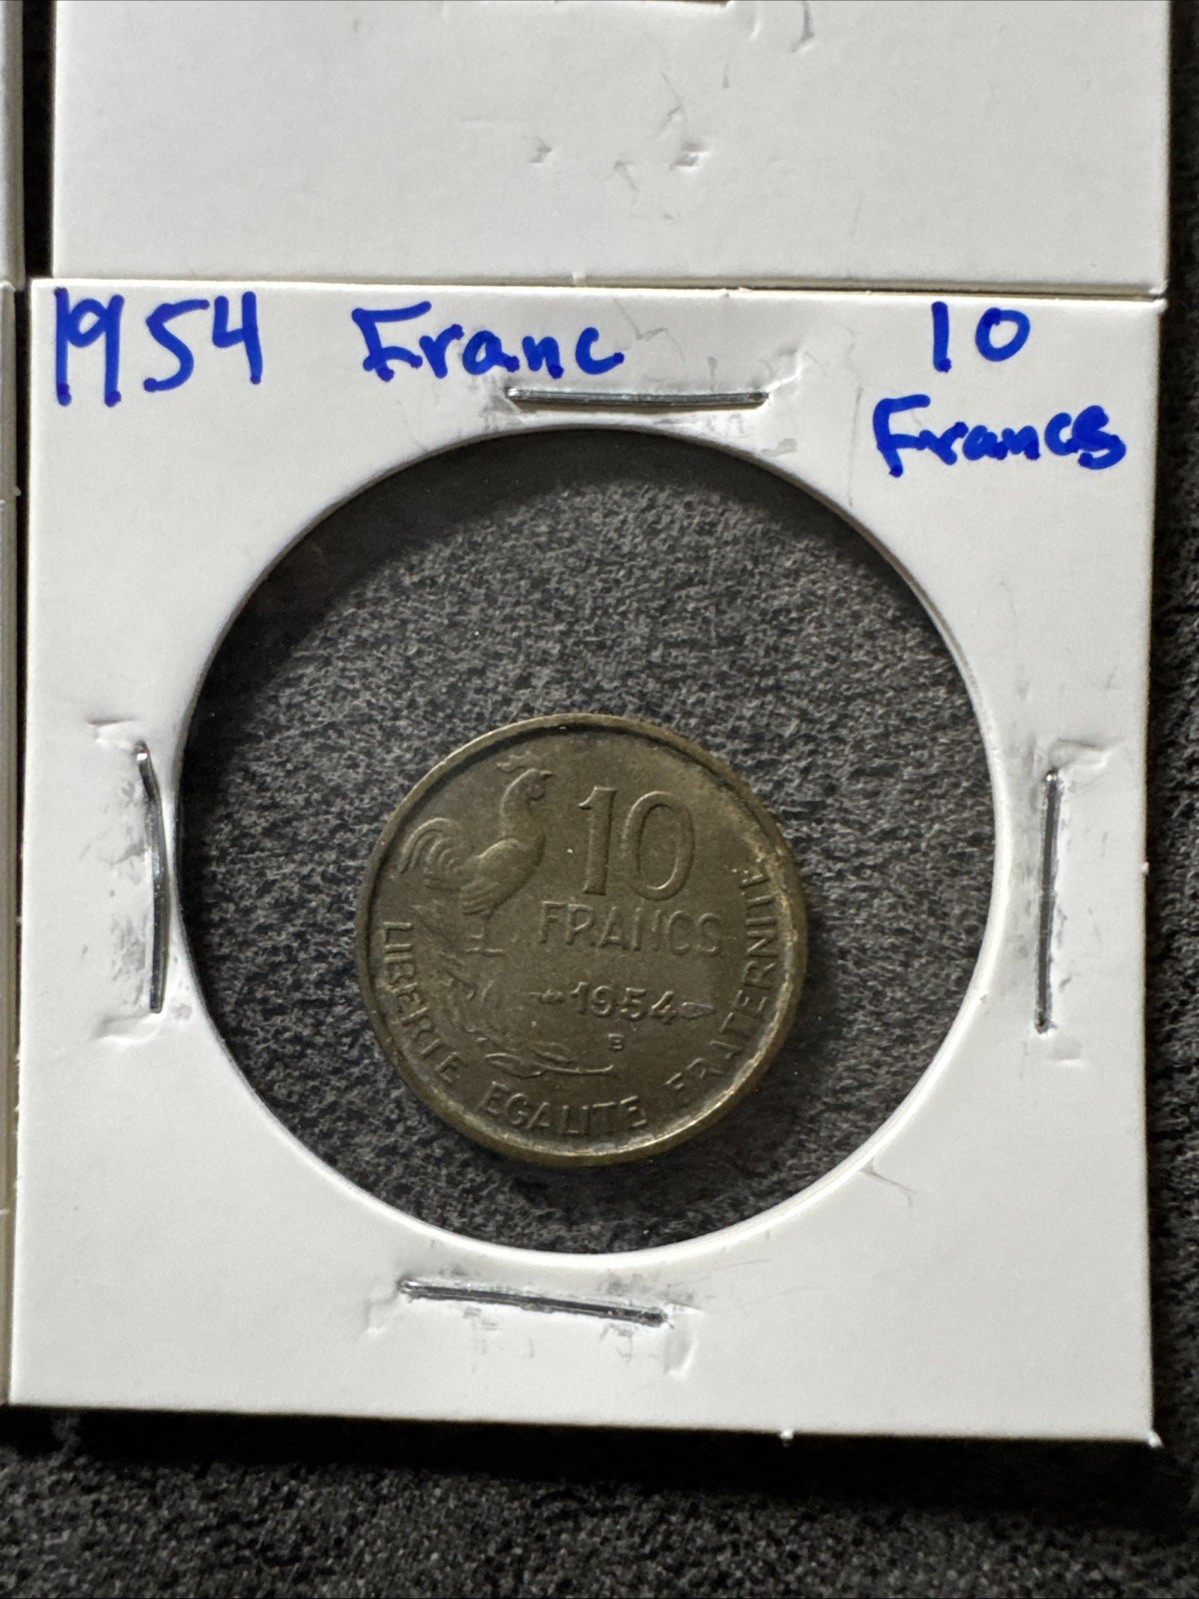 1954 Franc 10
Francs
10
FRANCS
1954
B
LIBERTE EGALITE FRATERNITE